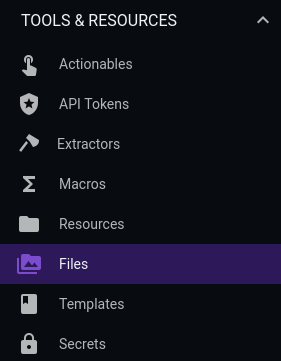 TOOLS & RESOURCES
Actionables
API Tokens
Extractors
Macros
Resources
Files
Templates
Secrets